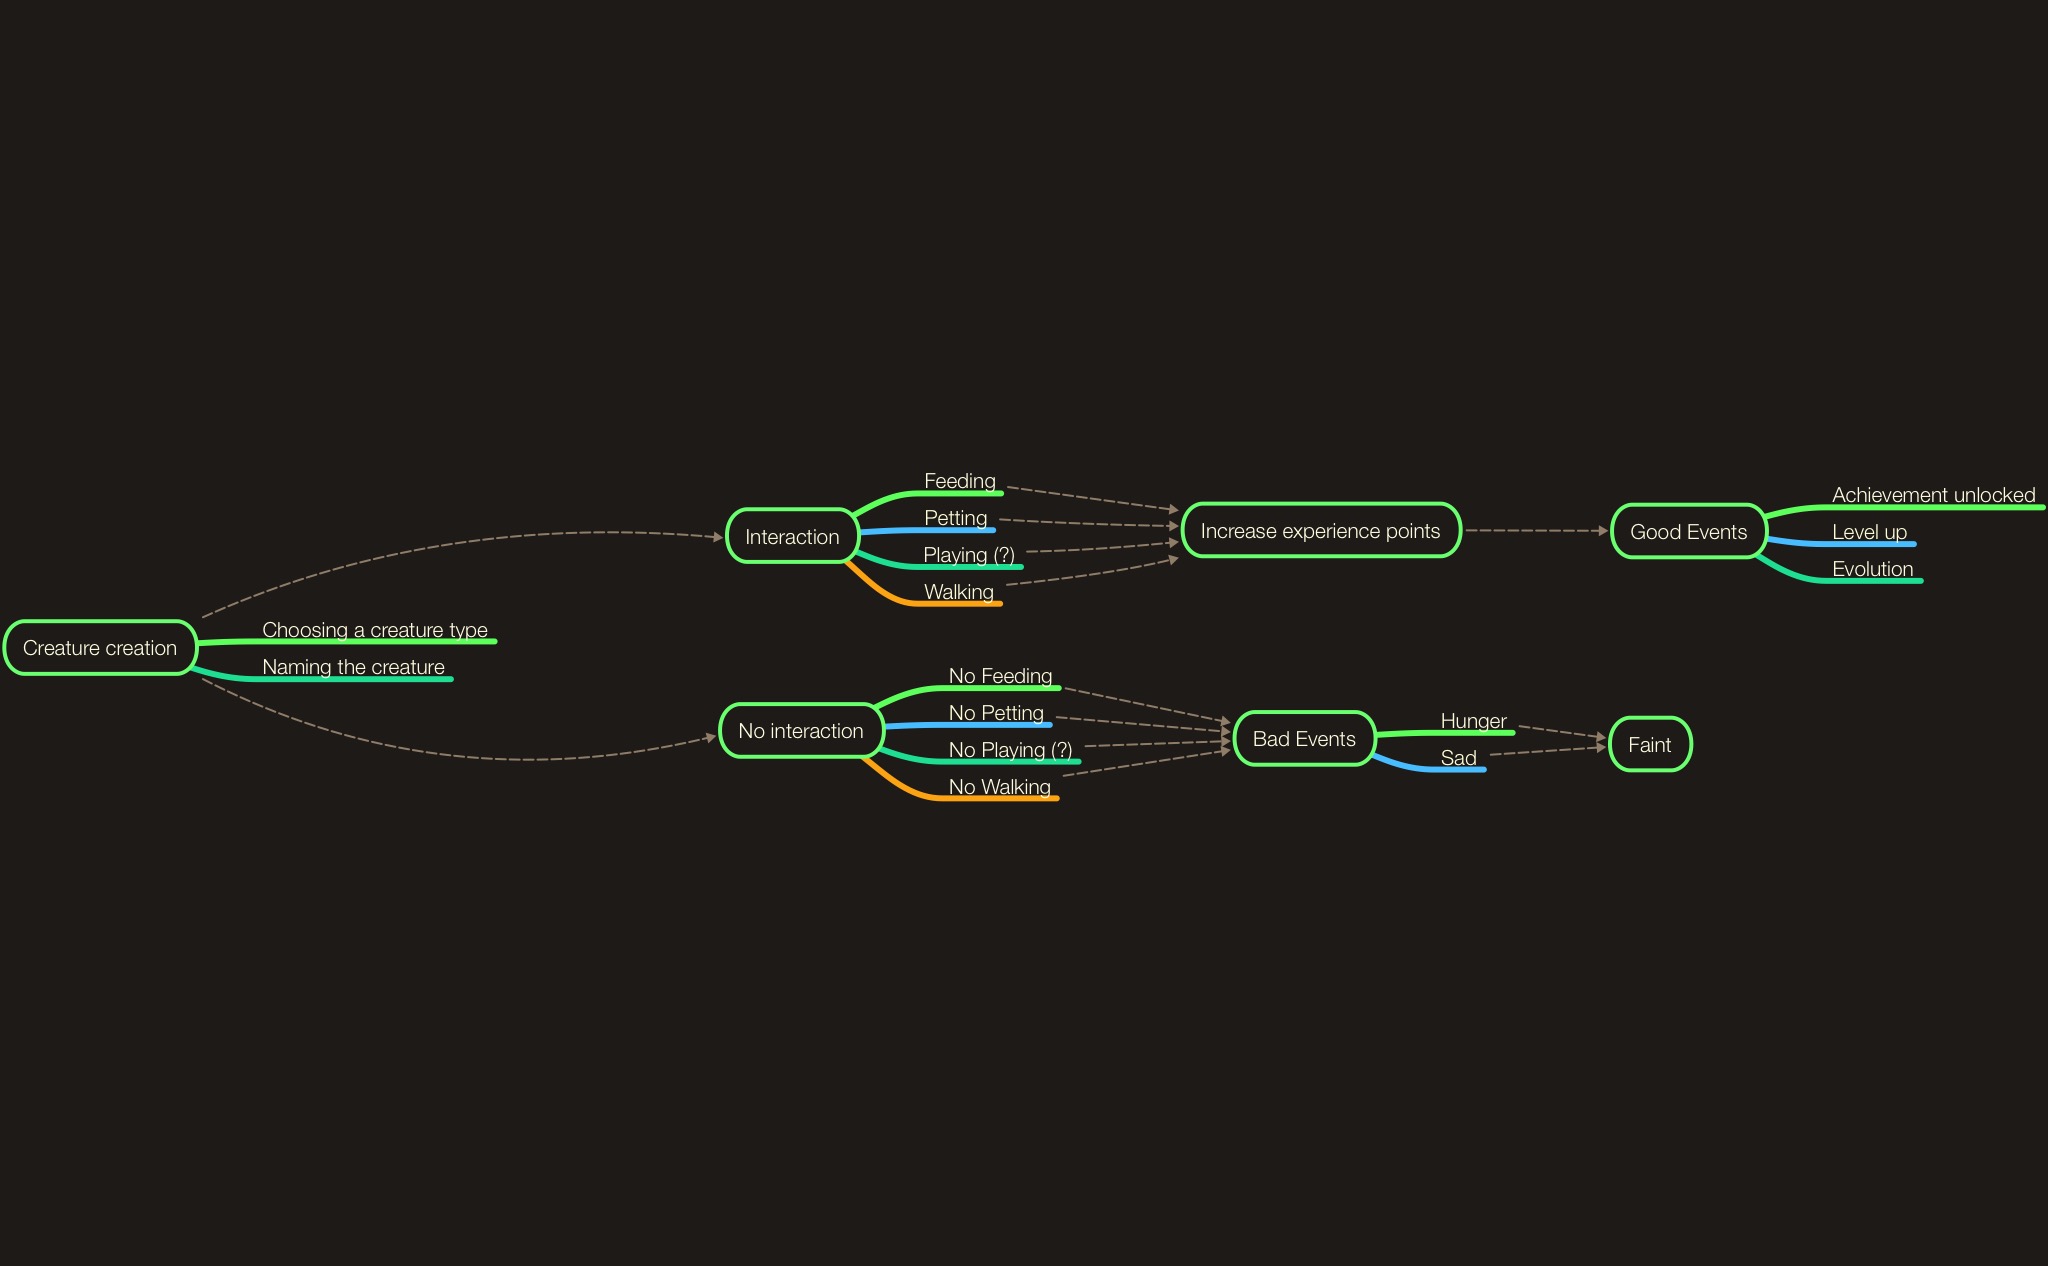 Creature creation
Choosing a creature type
Naming the creature
Interaction
Feeding
Petting
Playing (?)
Walking
Increase experience points
Good Events
Achievement unlocked
Level up
Evolution
No interaction
No Feeding
No Petting
No Playing (?)
No Walking
Bad Events
Hunger
Sad
Faint